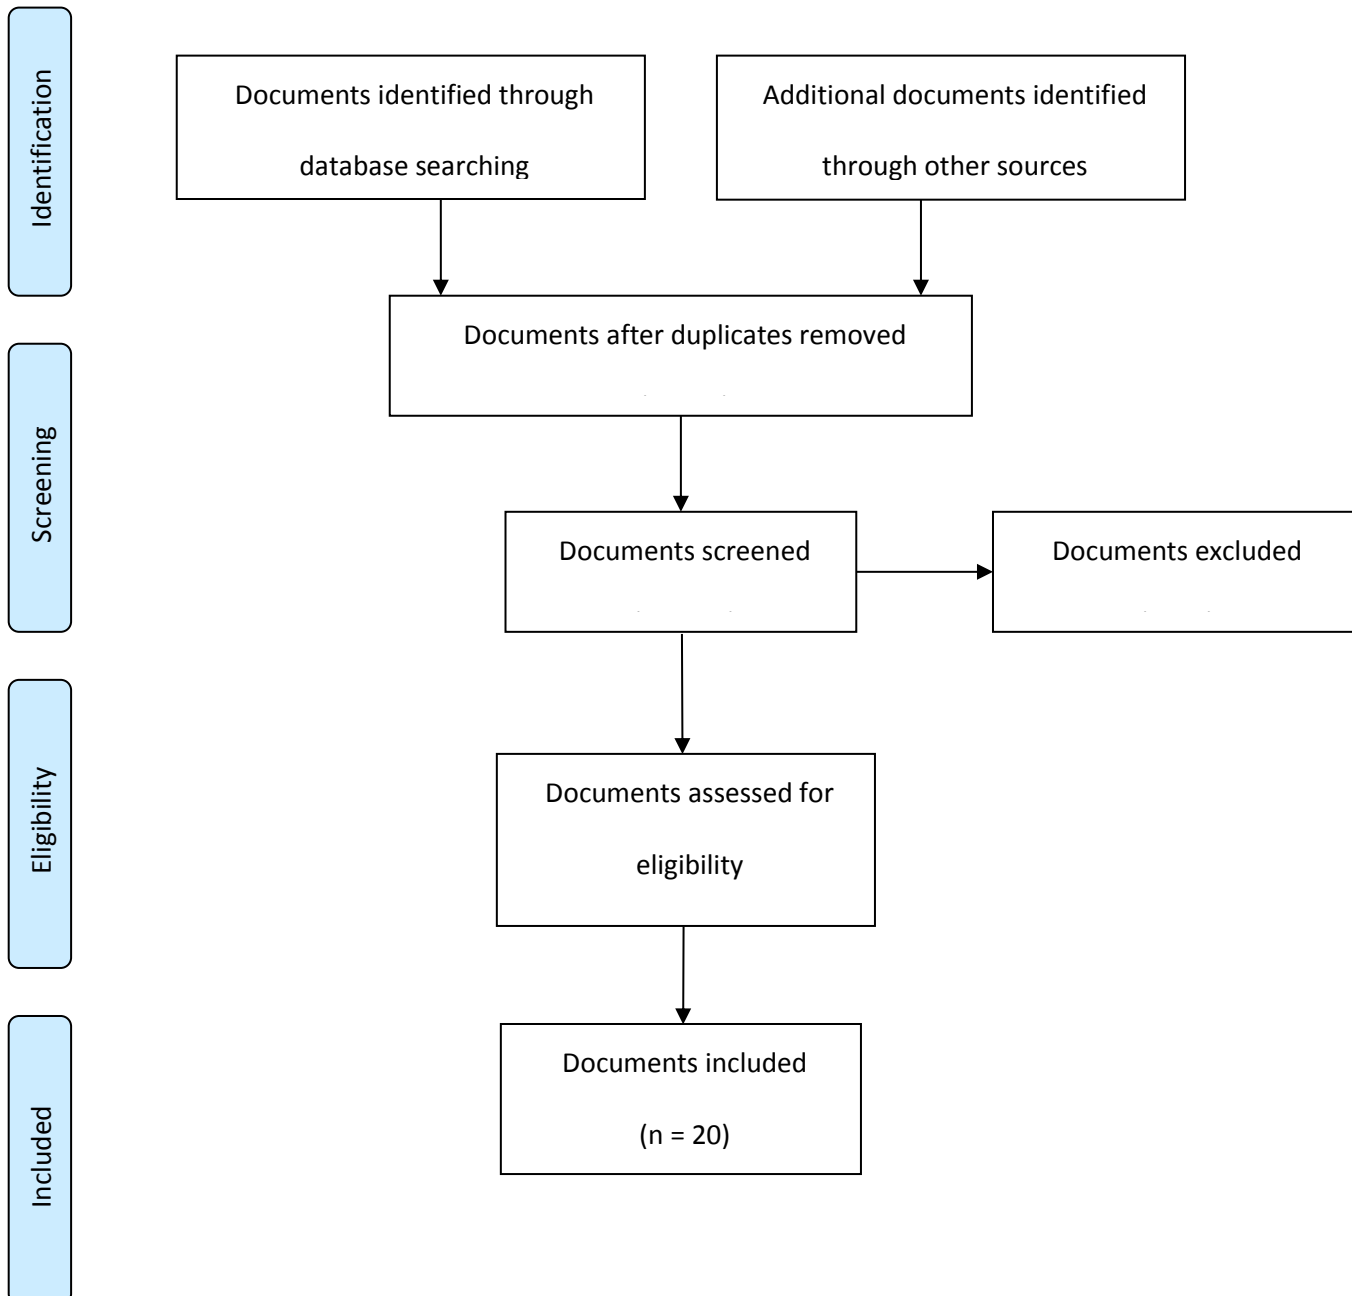 Identification
Documents identified through
database searching
Additional documents identified
through other sources
Documents after duplicates removed
Screening
Documents screened
Documents excluded
Eligibility
Documents assessed for
eligibility
Included
Documents included
(n = 20)